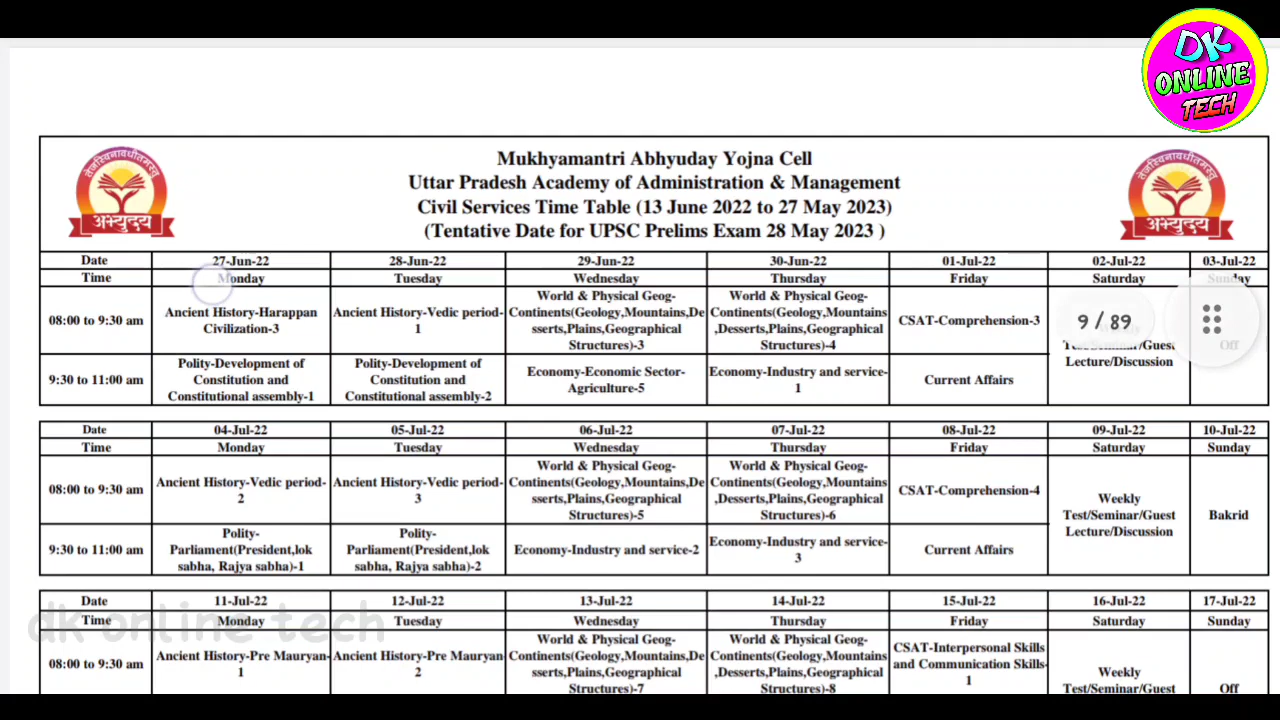 DK
ONLINE
TECH
तेजस्विनावधीतमस्तु
अभ्युदय
Mukhyamantri Abhyuday Yojna Cell
Uttar Pradesh Academy of Administration & Management
Civil Services Time Table (13 June 2022 to 27 May 2023)
(Tentative Date for UPSC Prelims Exam 28 May 2023 )
तेजस्विनावधीतमस्तु
अभ्युदय
Date 27-Jun-22 28-Jun-22 29-Jun-22 30-Jun-22 01-Jul-22 02-Jul-22 03-Jul-22
Time Monday Tuesday Wednesday Thursday Friday Saturday Sunday
08:00 to 9:30 am
Ancient History-Harappan
Civilization-3
Ancient History-Vedic period-
1
World & Physical Geog-
Continents(Geology,Mountains,De
sserts,Plains,Geographical
Structures)-3
World & Physical Geog-
Continents(Geology,Mountains
,Desserts,Plains,Geographical
Structures)-4
CSAT-Comprehension-3
Test/Seminar/Guest
Lecture/Discussion
Off
9 / 89
9:30 to 11:00 am
Polity-Development of
Constitution and
Constitutional assembly-1
Polity-Development of
Constitution and
Constitutional assembly-2
Economy-Economic Sector-
Agriculture-5
Economy-Industry and service-
1
Current Affairs
Date 04-Jul-22 05-Jul-22 06-Jul-22 07-Jul-22 08-Jul-22 09-Jul-22 10-Jul-22
Time Monday Tuesday Wednesday Thursday Friday Saturday Sunday
08:00 to 9:30 am
Ancient History-Vedic period-
2
Ancient History-Vedic period-
3
World & Physical Geog-
Continents(Geology,Mountains,De
sserts,Plains,Geographical
Structures)-5
World & Physical Geog-
Continents(Geology,Mountains
,Desserts,Plains,Geographical
Structures)-6
CSAT-Comprehension-4
Weekly
Test/Seminar/Guest
Lecture/Discussion
Bakrid
9:30 to 11:00 am
Polity-
Parliament(President,lok
sabha, Rajya sabha)-1
Polity-
Parliament(President,lok
sabha, Rajya sabha)-2
Economy-Industry and service-2
Economy-Industry and service-
3
Current Affairs
Date 11-Jul-22 12-Jul-22 13-Jul-22 14-Jul-22 15-Jul-22 16-Jul-22 17-Jul-22
Time Monday Tuesday Wednesday Thursday Friday Saturday Sunday
08:00 to 9:30 am
Ancient History-Pre Mauryan-
1
Ancient History-Pre Mauryan-
2
World & Physical Geog-
Continents(Geology,Mountains,De
sserts,Plains,Geographical
Structures)-7
World & Physical Geog-
Continents(Geology,Mountains
,Desserts,Plains,Geographical
Structures)-8
CSAT-Interpersonal Skills
and Communication Skills-
1
Weekly
Test/Seminar/Guest
Off
dk online tech